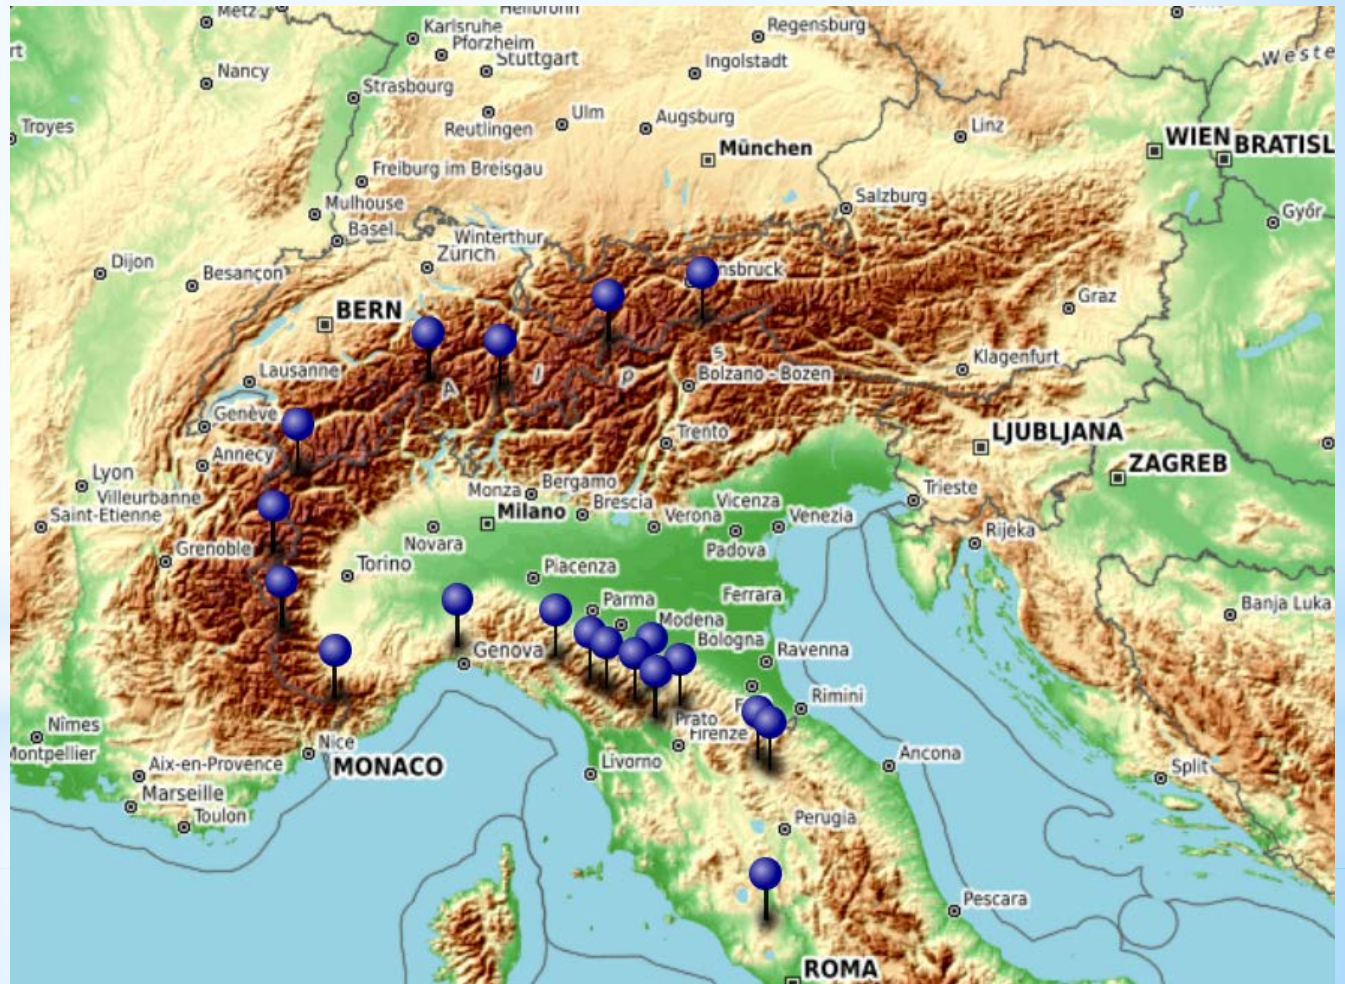 Metz
Heilbronn
Karlsruhe
Regensburg
Pforzheim
Stuttgart
Weste
rt
Nancy
Ingolstadt
Strasbourg
Troyes
Reutlingen
Ulm
Augsburg
Linz
München
WIEN
BRATISL
Freiburg im Breisgau
Salzburg
Mulhouse
Győr
Basel
Winterthur
Zürich
Dijon
Besançon
nsbruck
BERN
Graz
Klagenfurt
Lausanne
A l p s
Bolzano - Bozen
Genève
Annecy
Trento
LJUBLJANA
ZAGREB
Lyon
Villeurbanne
Saint-Etienne
Monza
Bergamo
Brescia
Milano
Vicenza
Verona
Venezia
Trieste
Novara
Padova
Rijeka
Grenoble
Torino
Piacenza
Ferrara
Parma
Modena
Banja Luka
Bologna
Genova
Ravenna
F
Rimini
Prato
Firenze
Nîmes
Montpellier
Nice
Aix-en-Provence
MONACO
Livorno
Ancona
Split
Marseille
Toulon
Perugia
Pescara
ROMA